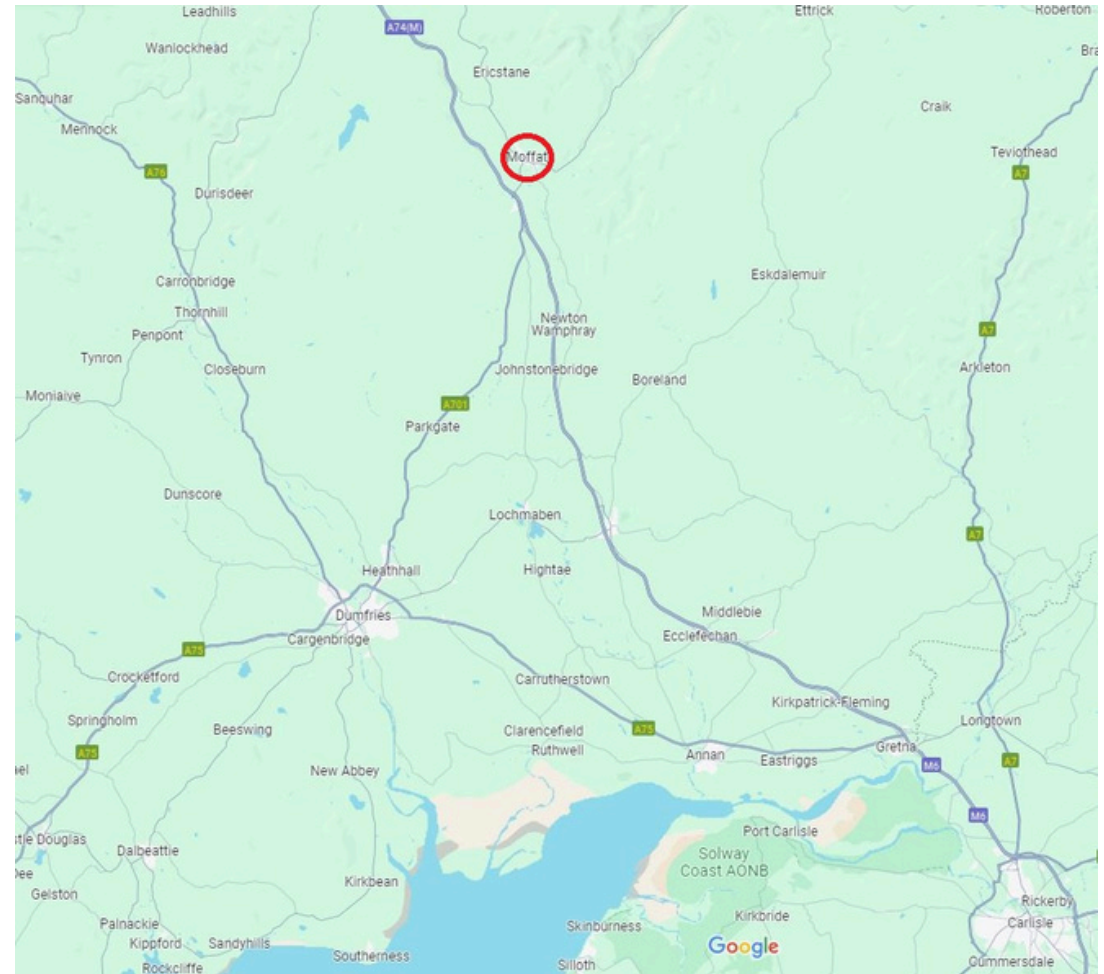 Leadhills
Ettrick
Roberton
A74(M)
Wanlockhead
Ericstane
Sanquhar
Craik
Mennock
Moffat
Teviothead
A76
A7
Durisdeer
Eskdalemuir
Carronbridge
Thornhill
Newton
Wamphray
A7
Penpont
Tynron
Closeburn
Johnstonebridge
Arkleton
Boreland
Moniaive
A701
Parkgate
Dunscore
Lochmaben
A7
Heathhall
Hightae
Dumfries
Middlebie
Cargenbridge
Ecclefechan
A75
Crocketford
Carrutherstown
Kirkpatrick-Fleming
Springholm
Beeswing
Clarencefield
A75
Longtown
A75
Ruthwell
Annan
Gretna
Eastriggs
A7
New Abbey
M6
M6
stle Douglas
Port Carlisle
Dalbeattie
Solway
Coast AONB
Dee
Kirkbean
Gelston
Rickerby
Palnackie
Kirkbride
Carlisle
Skinburness
Kippford
Sandyhills
Google
Southerness
Cummersdale
Rockcliffe
Silloth